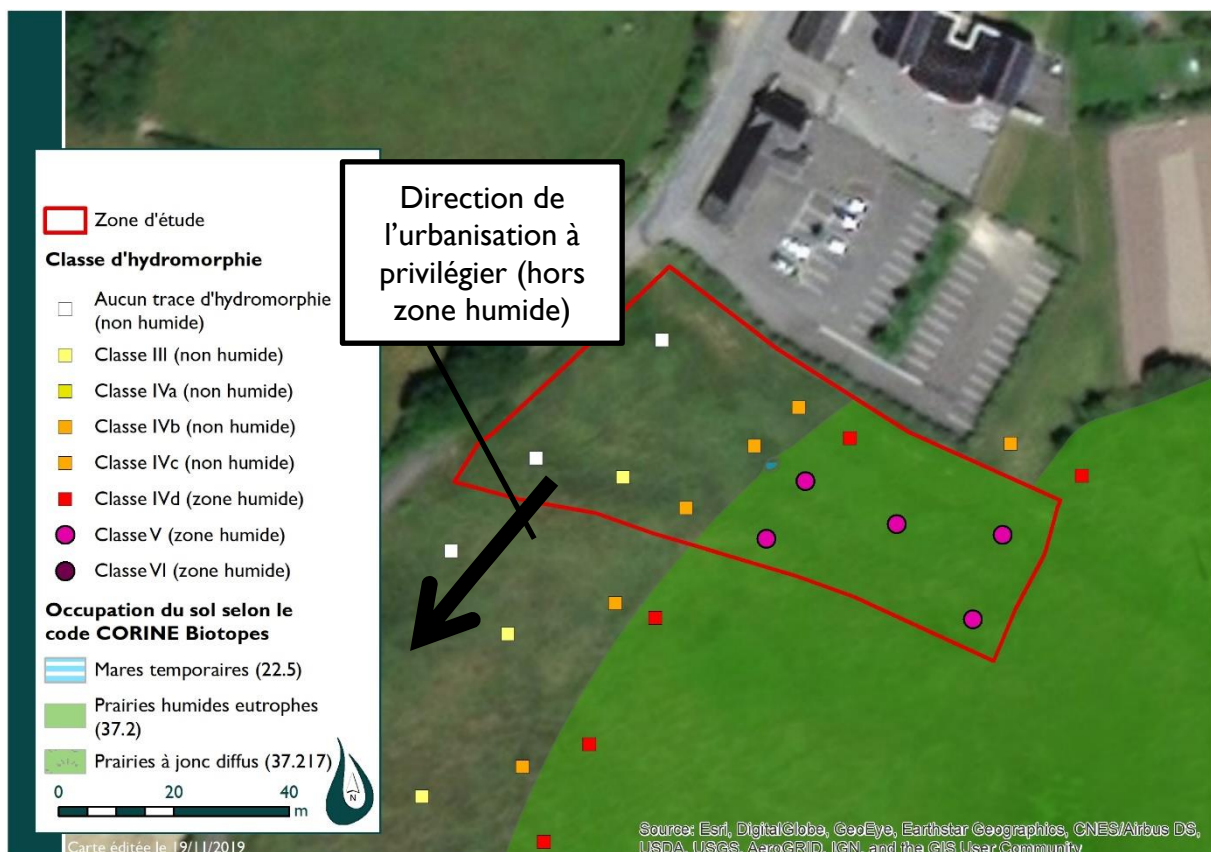 Direction de
l'urbanisation à
privilégier (hors
zone humide)
Zone d'étude
Classe d'hydromorphie
Aucun trace d'hydromorphie
(non humide)
Classe III (non humide)
Classe IVa (non humide)
Classe IVb (non humide)
Classe IVc (non humide)
Classe IVd (zone humide)
Classe V (zone humide)
Classe VI (zone humide)
Occupation du sol selon le
code CORINE Biotopes
Mares temporaires (22.5)
Prairies humides eutrophes
(37.2)
Prairies à jonc diffus (37.217)
0 20 40
m
N
Carte éditée le 19/11/2019
Source: Esri, DigitalGlobe, GeoEye, Earthstar Geographics, CNES/Airbus DS,
USDA, USGS, AeroGRID, IGN, and the GIS User Community